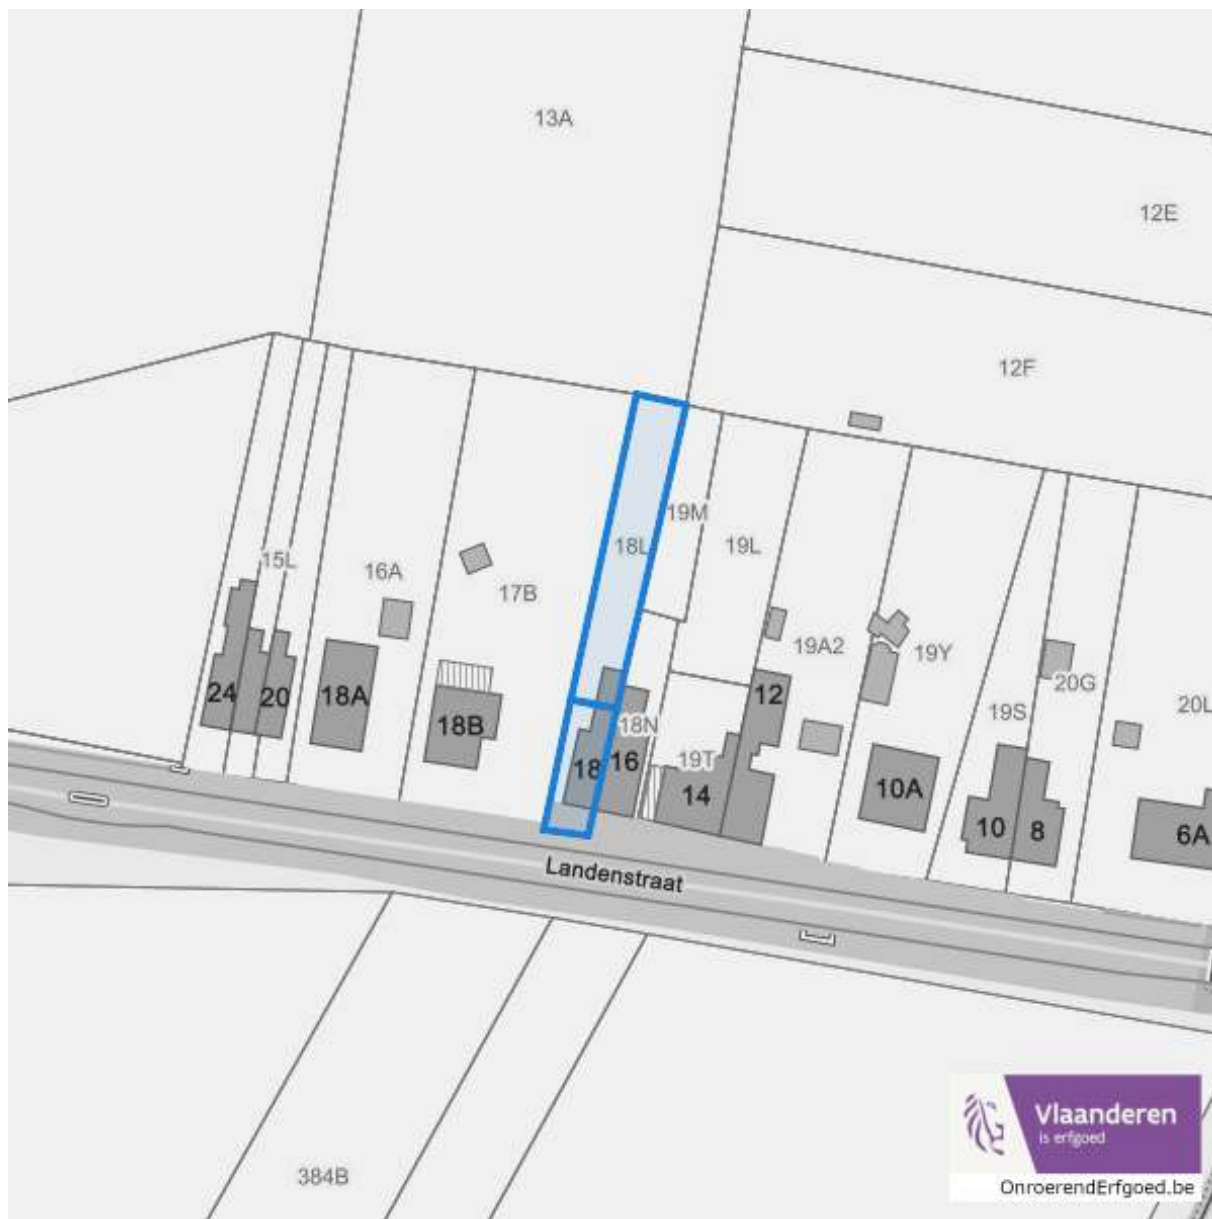 13A
12E
12F
19M
18L
19L
15L
16A
17B
19A2
19Y
20G
24
20
18A
12
20L
19S
18B
18N
18
16
19T
14
10A
10
8
6A
Landenstraat
384B
Vlaanderen
is erfgoed
OnroerendErfgoed.be